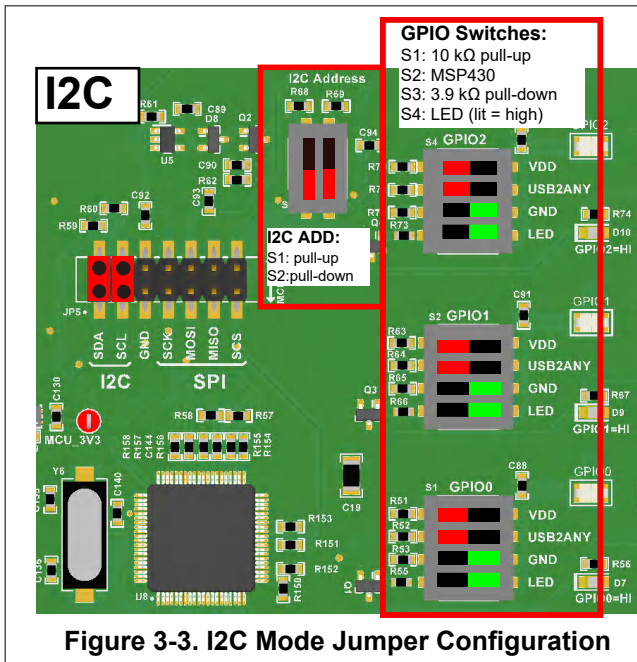 I2C
GPIO Switches:
S1: 10 kΩ pull-up
S2: MSP430
S3: 3.9 kΩ pull-down
S4: LED (lit = high)
I2C Address
R68
R69
R61
C89
D8
Q2
U5
C90
R62
C93
C94
C92
R60
R59
I2C ADD:
S1: pull-up
S2:pull-down
S4
GPIO2
VDD
USB2ANY
GND
LED
R73
R74
D10
GPIO2=HI
JP5
SDA
SCL
GND
SCK
MOSI
MISO
SCS
I2C
SPI
C91
S2
GPIO1
GPIO1
R63
R64
R65
R66
VDD
USB2ANY
GND
LED
R67
D9
GPIO1=HI
Q3
C130
MCU_3V3
R58
R57
R158
R157
C144
R156
R155
R154
Y6
C140
C19
C136
U8
R153
R151
R152
R150
Q1
C88
S1
GPIO0
GPIO0
R51
R52
R53
R55
VDD
USB2ANY
GND
LED
R56
D7
GPIO0=HI
Figure 3-3. I2C Mode Jumper Configuration